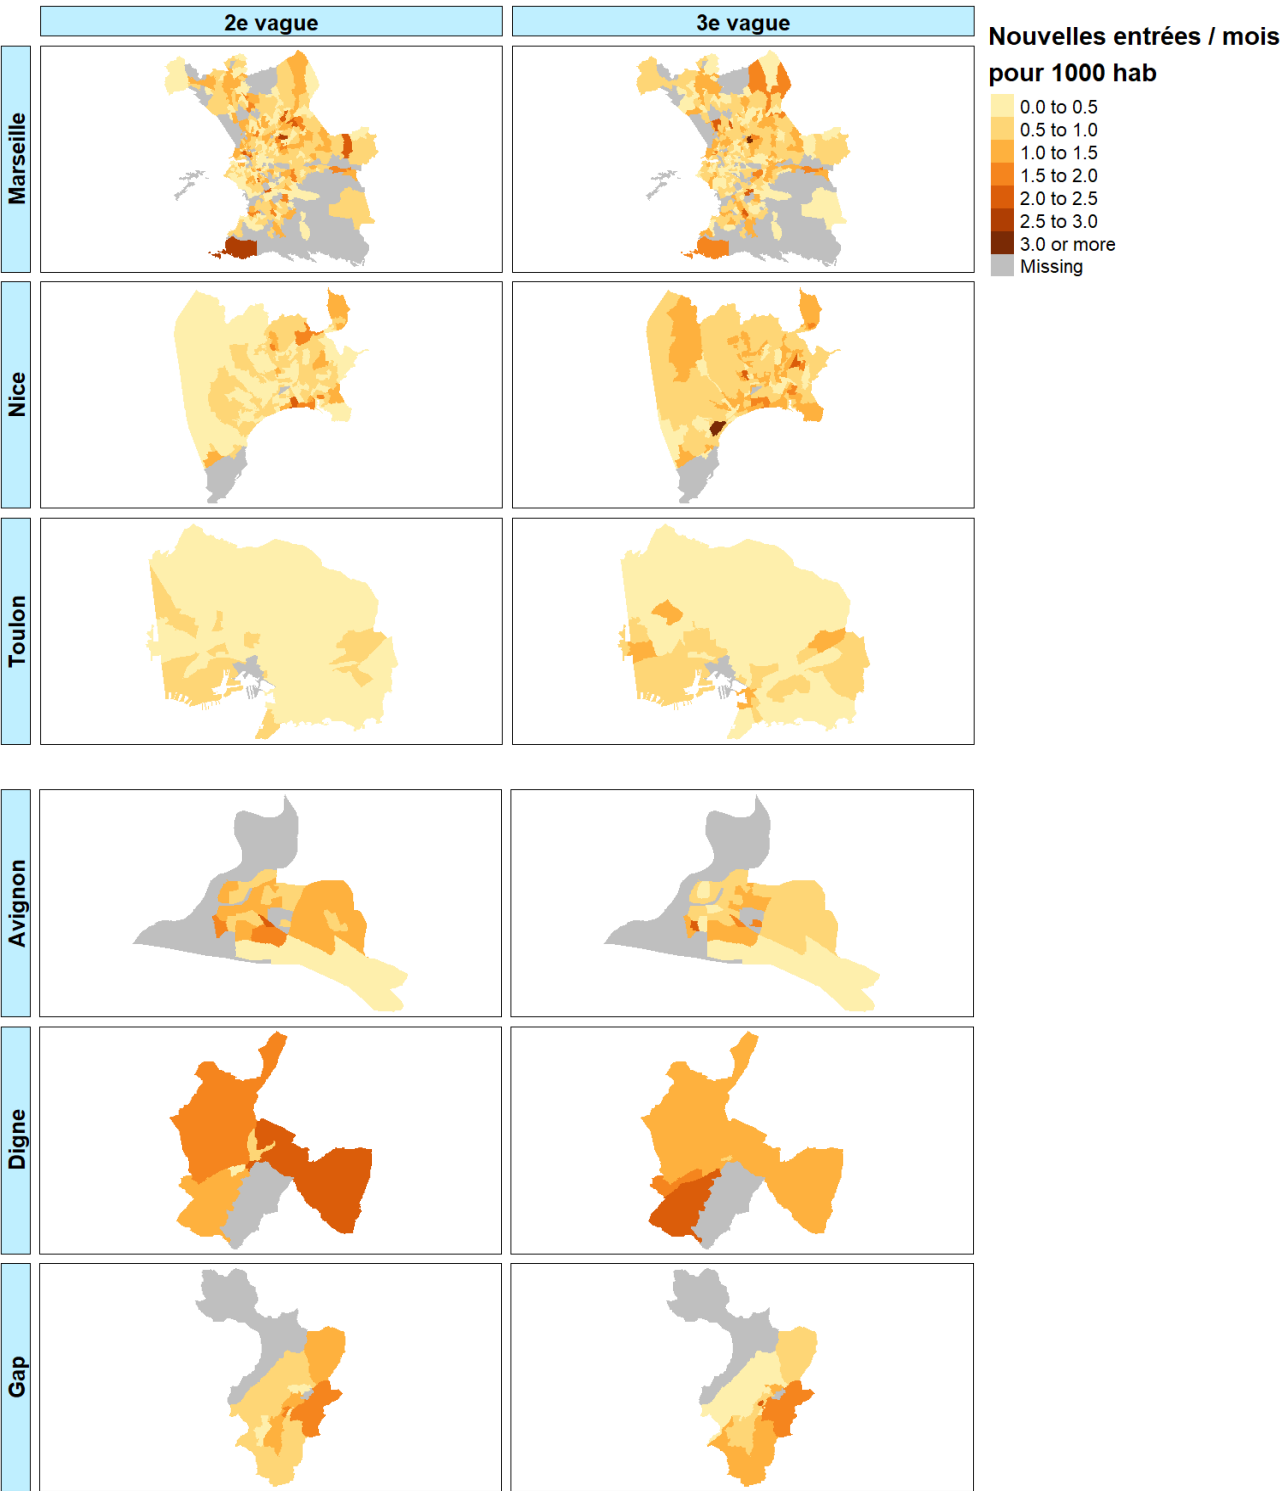 2e vague
3e vague
Nouvelles entrées / mois
pour 1000 hab
0.0 to 0.5
0.5 to 1.0
1.0 to 1.5
1.5 to 2.0
2.0 to 2.5
2.5 to 3.0
3.0 or more
Missing
Marseille
Nice
Toulon
Avignon
Digne
Gap